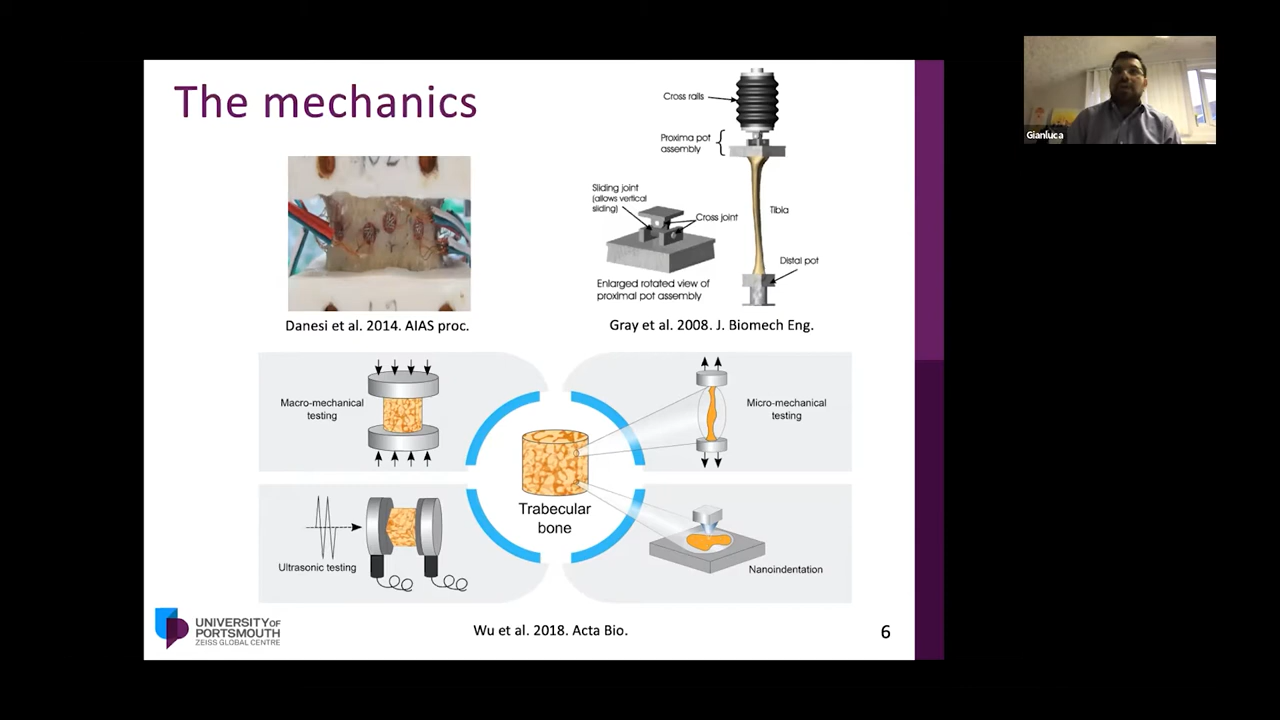 The mechanics
Cross rails
Proxima pot
assembly
Sliding joint
(allows vertical
sliding)
Cross joint
Tibia
Distal pot
Enlarged rotated view of
proximal pot assembly
Danesi et al. 2014. AIAS proc.
Gray et al. 2008. J. Biomech Eng.
Macro-mechanical
testing
Micro-mechanical
testing
Trabecular
bone
Ultrasonic testing
Nanoindentation
UNIVERSITY OF
PORTSMOUTH
ZEISS GLOBAL CENTRE
Wu et al. 2018. Acta Bio.
6
Gianluca